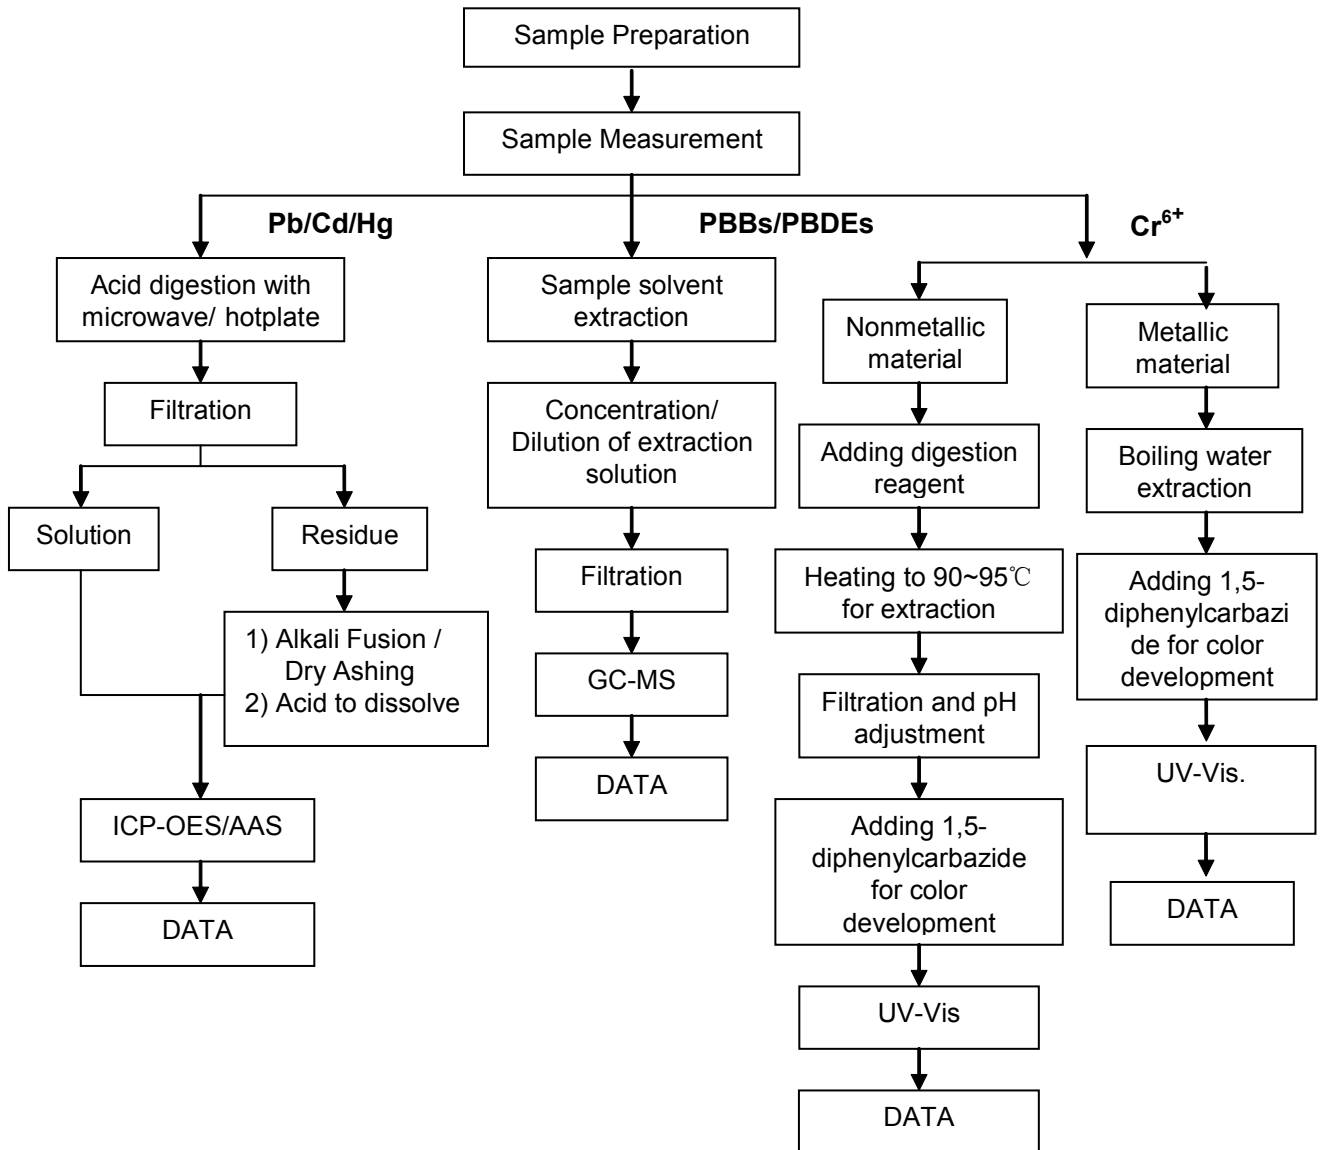 Sample Preparation
Sample Measurement
Pb/Cd/Hg
PBBs/PBDEs
Cr⁶⁺
Acid digestion with
microwave/ hotplate
Filtration
Solution
Residue
1) Alkali Fusion /
Dry Ashing
2) Acid to dissolve
ICP-OES/AAS
DATA
Sample solvent
extraction
Concentration/
Dilution of extraction
solution
Filtration
GC-MS
DATA
Nonmetallic
material
Adding digestion
reagent
Heating to 90~95℃
for extraction
Filtration and pH
adjustment
Adding 1,5-
diphenylcarbazide
for color
development
UV-Vis
DATA
Metallic
material
Boiling water
extraction
Adding 1,5-
diphenylcarbazi
de for color
development
UV-Vis.
DATA